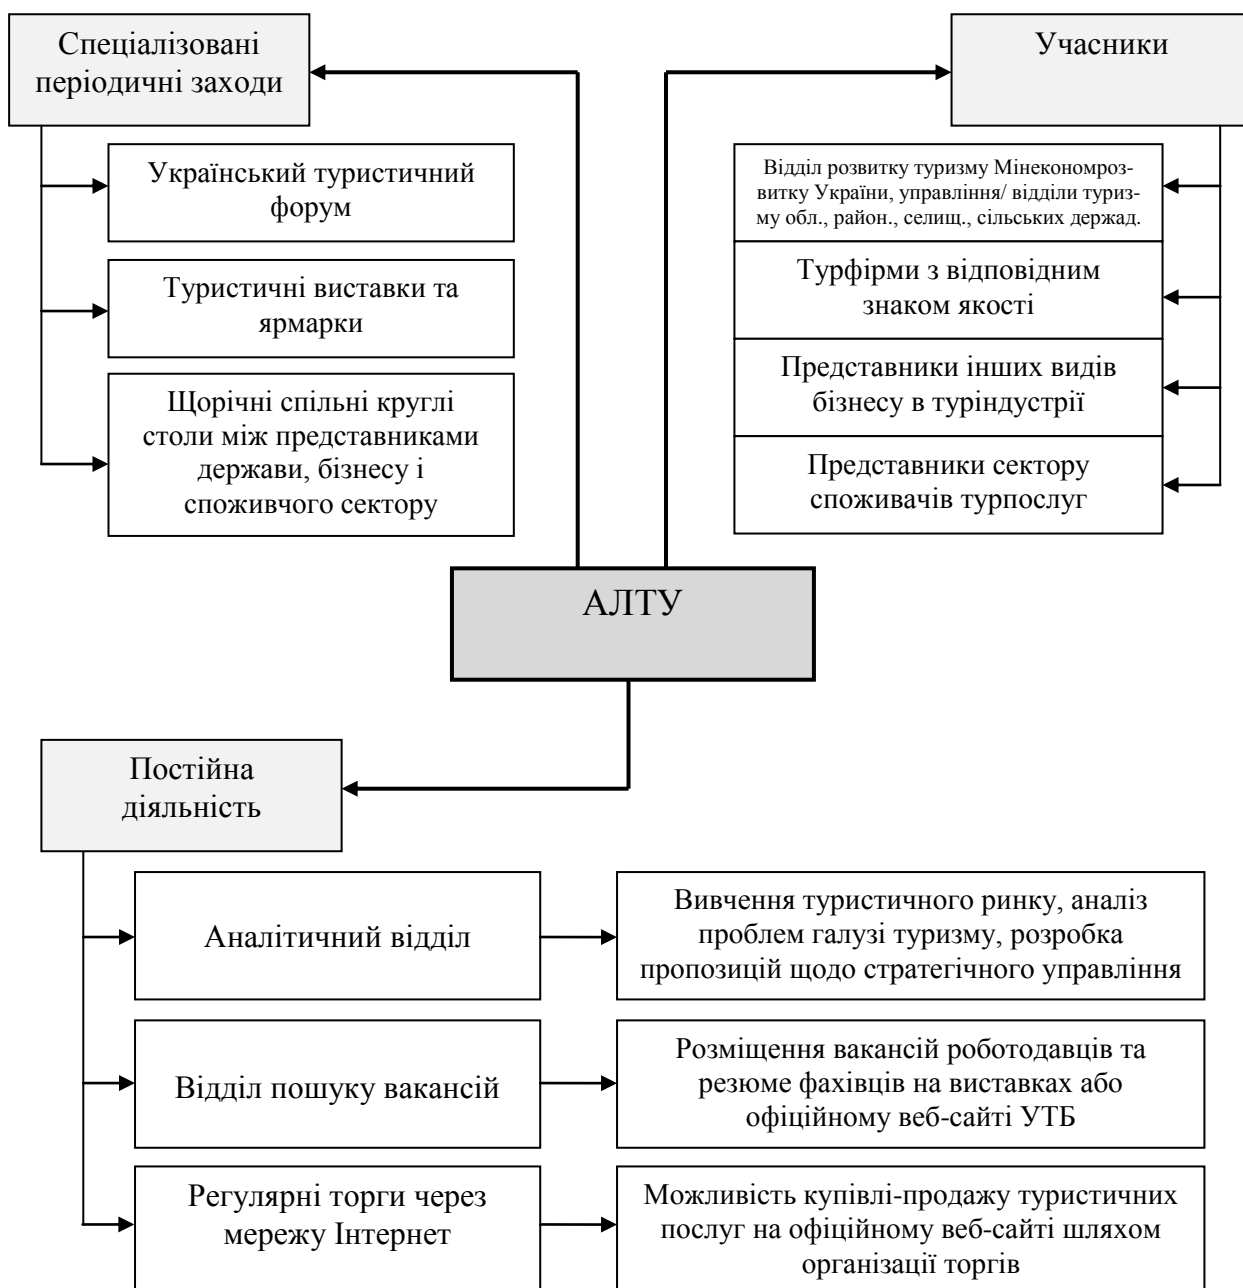 Спеціалізовані
періодичні заходи
Український туристичний
форум
Туристичні виставки та
ярмарки
Щорічні спільні круглі
столи між представниками
держави, бізнесу і
споживчого сектору
Учасники
Відділ розвитку туризму Мінекономроз-
витку України, управління/ відділи туриз-
му обл., район., селищ., сільських держад.
Турфірми з відповідним
знаком якості
Представники інших видів
бізнесу в туріндустрії
Представники сектору
споживачів турпослуг
АЛТУ
Постійна
діяльність
Аналітичний відділ
Вивчення туристичного ринку, аналіз
проблем галузі туризму, розробка
пропозицій щодо стратегічного управління
Відділ пошуку вакансій
Розміщення вакансій роботодавців та
резюме фахівців на виставках або
офіційному веб-сайті УТБ
Регулярні торги через
мережу Інтернет
Можливість купівлі-продажу туристичних
послуг на офіційному веб-сайті шляхом
організації торгів